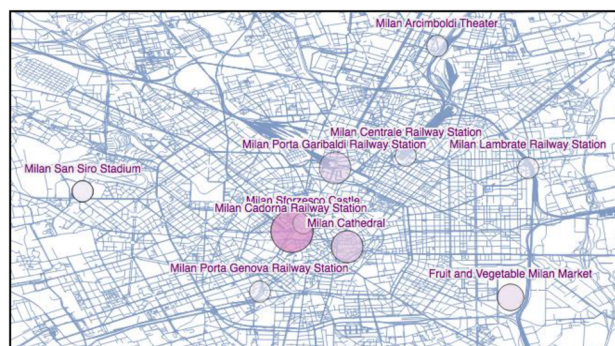 Milan Arcimboldi Theater
Milan Centrale Railway Station
Milan Porta Garibaldi Railway Station
Milan Lambrate Railway Station
Milan San Siro Stadium
Milan Sforzesco Castle
Milan Cadorna Railway Station
Milan Cathedral
Milan Porta Genova Railway Station
Fruit and Vegetable Milan Market